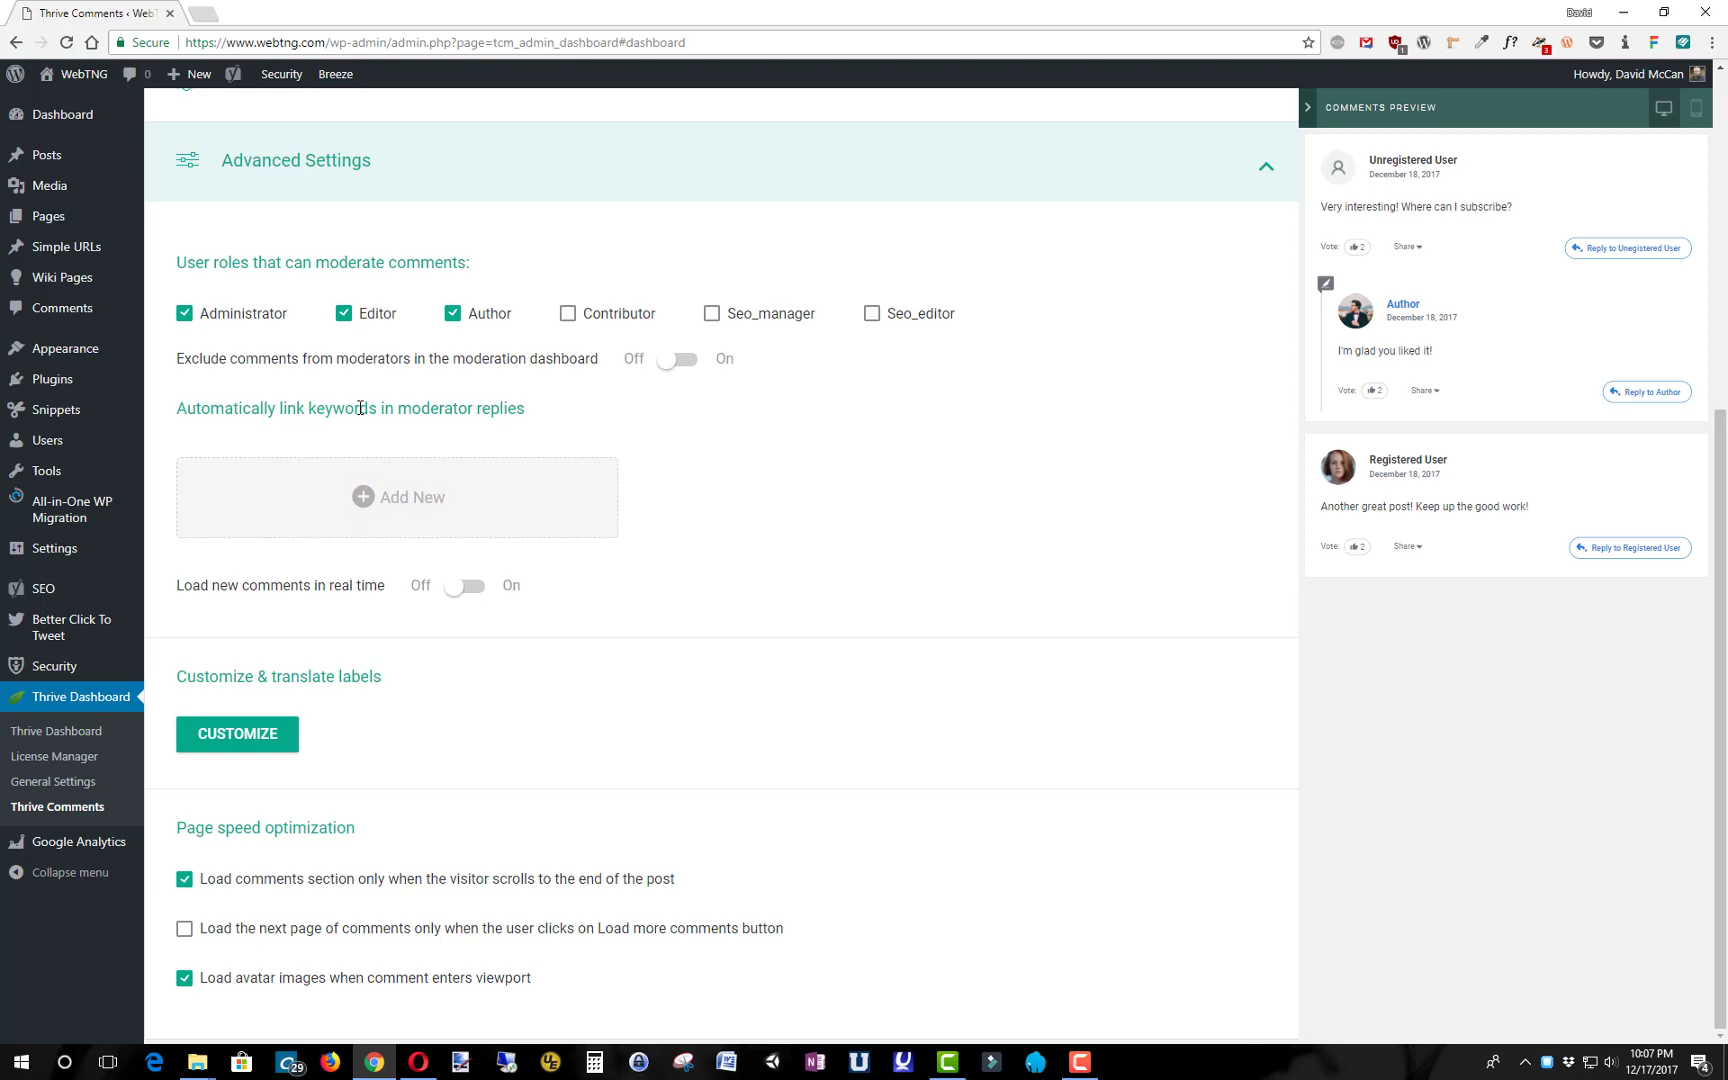 Thrive Comments ‹ WebT
David
Secure
https://www.webtng.com/wp-admin/admin.php?page=tcm_admin_dashboard#dashboard
WebTNG
0
New
Security
Breeze
Howdy, David McCan
Dashboard
Posts
Media
Pages
Simple URLs
Wiki Pages
Comments
Appearance
Plugins
Snippets
Users
Tools
All-in-One WP
Migration
Settings
SEO
Better Click To
Tweet
Security
Thrive Dashboard
Thrive Dashboard
License Manager
General Settings
Thrive Comments
Google Analytics
Collapse menu
Advanced Settings
User roles that can moderate comments:
Administrator
Editor
Author
Contributor
Seo_manager
Seo_editor
Exclude comments from moderators in the moderation dashboard
Off
On
Automatically link keywords in moderator replies
Add New
Load new comments in real time
Off
On
Customize & translate labels
CUSTOMIZE
Page speed optimization
Load comments section only when the visitor scrolls to the end of the post
Load the next page of comments only when the user clicks on Load more comments button
Load avatar images when comment enters viewport
COMMENTS PREVIEW
Unregistered User
December 18, 2017
Very interesting! Where can I subscribe?
Vote: 2
Share
Reply to Unegistered User
Author
December 18, 2017
I'm glad you liked it!
Vote: 2
Share
Reply to Author
Registered User
December 18, 2017
Another great post! Keep up the good work!
Vote: 2
Share
Reply to Registered User
29
10:07 PM
12/17/2017
4